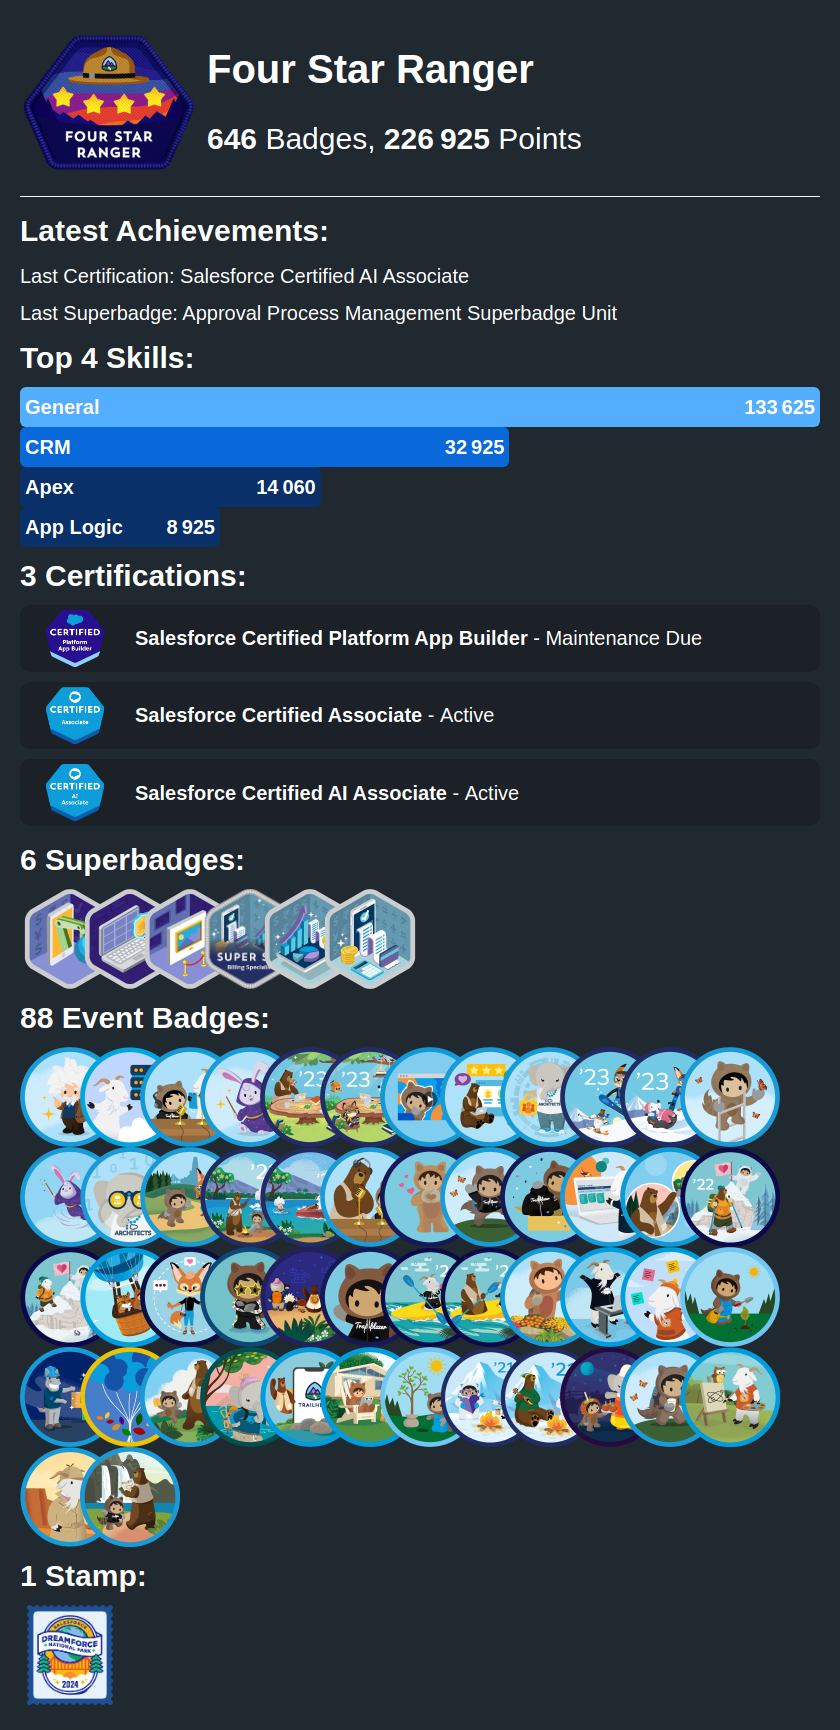 FOUR STAR
RANGER
Four Star Ranger
646 Badges, 226 925 Points
Latest Achievements:
Last Certification: Salesforce Certified AI Associate
Last Superbadge: Approval Process Management Superbadge Unit
Top 4 Skills:
General 133 625
CRM 32 925
Apex 14 060
App Logic 8 925
3 Certifications:
CERTIFIED
Platform
App Builder
Salesforce Certified Platform App Builder - Maintenance Due
CERTIFIED
Associate
Salesforce Certified Associate - Active
CERTIFIED
AI
Associate
Salesforce Certified AI Associate - Active
6 Superbadges:
SUPER S
Billing Speciali
88 Event Badges:
'23
'23
'23
'23
ARCHITECTS
'22
Trailblazer
'21
TRAILHE
1 Stamp:
SALESFORCE
DREAMFORCE
NATIONAL PARK
2024